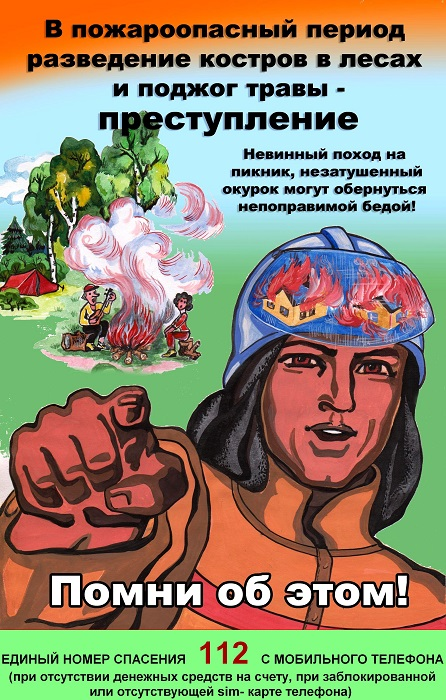 В пожароопасный период
разведение костров в лесах
и поджог травы -
преступление
Невинный поход на
пикник, незатушенный
окурок могут обернуться
непоправимой бедой!
Помни об этом!
ЕДИНЫЙ НОМЕР СПАСЕНИЯ 112 С МОБИЛЬНОГО ТЕЛЕФОНА
(при отсутствии денежных средств на счету, при заблокированной
или отсутствующей sim- карте телефона)